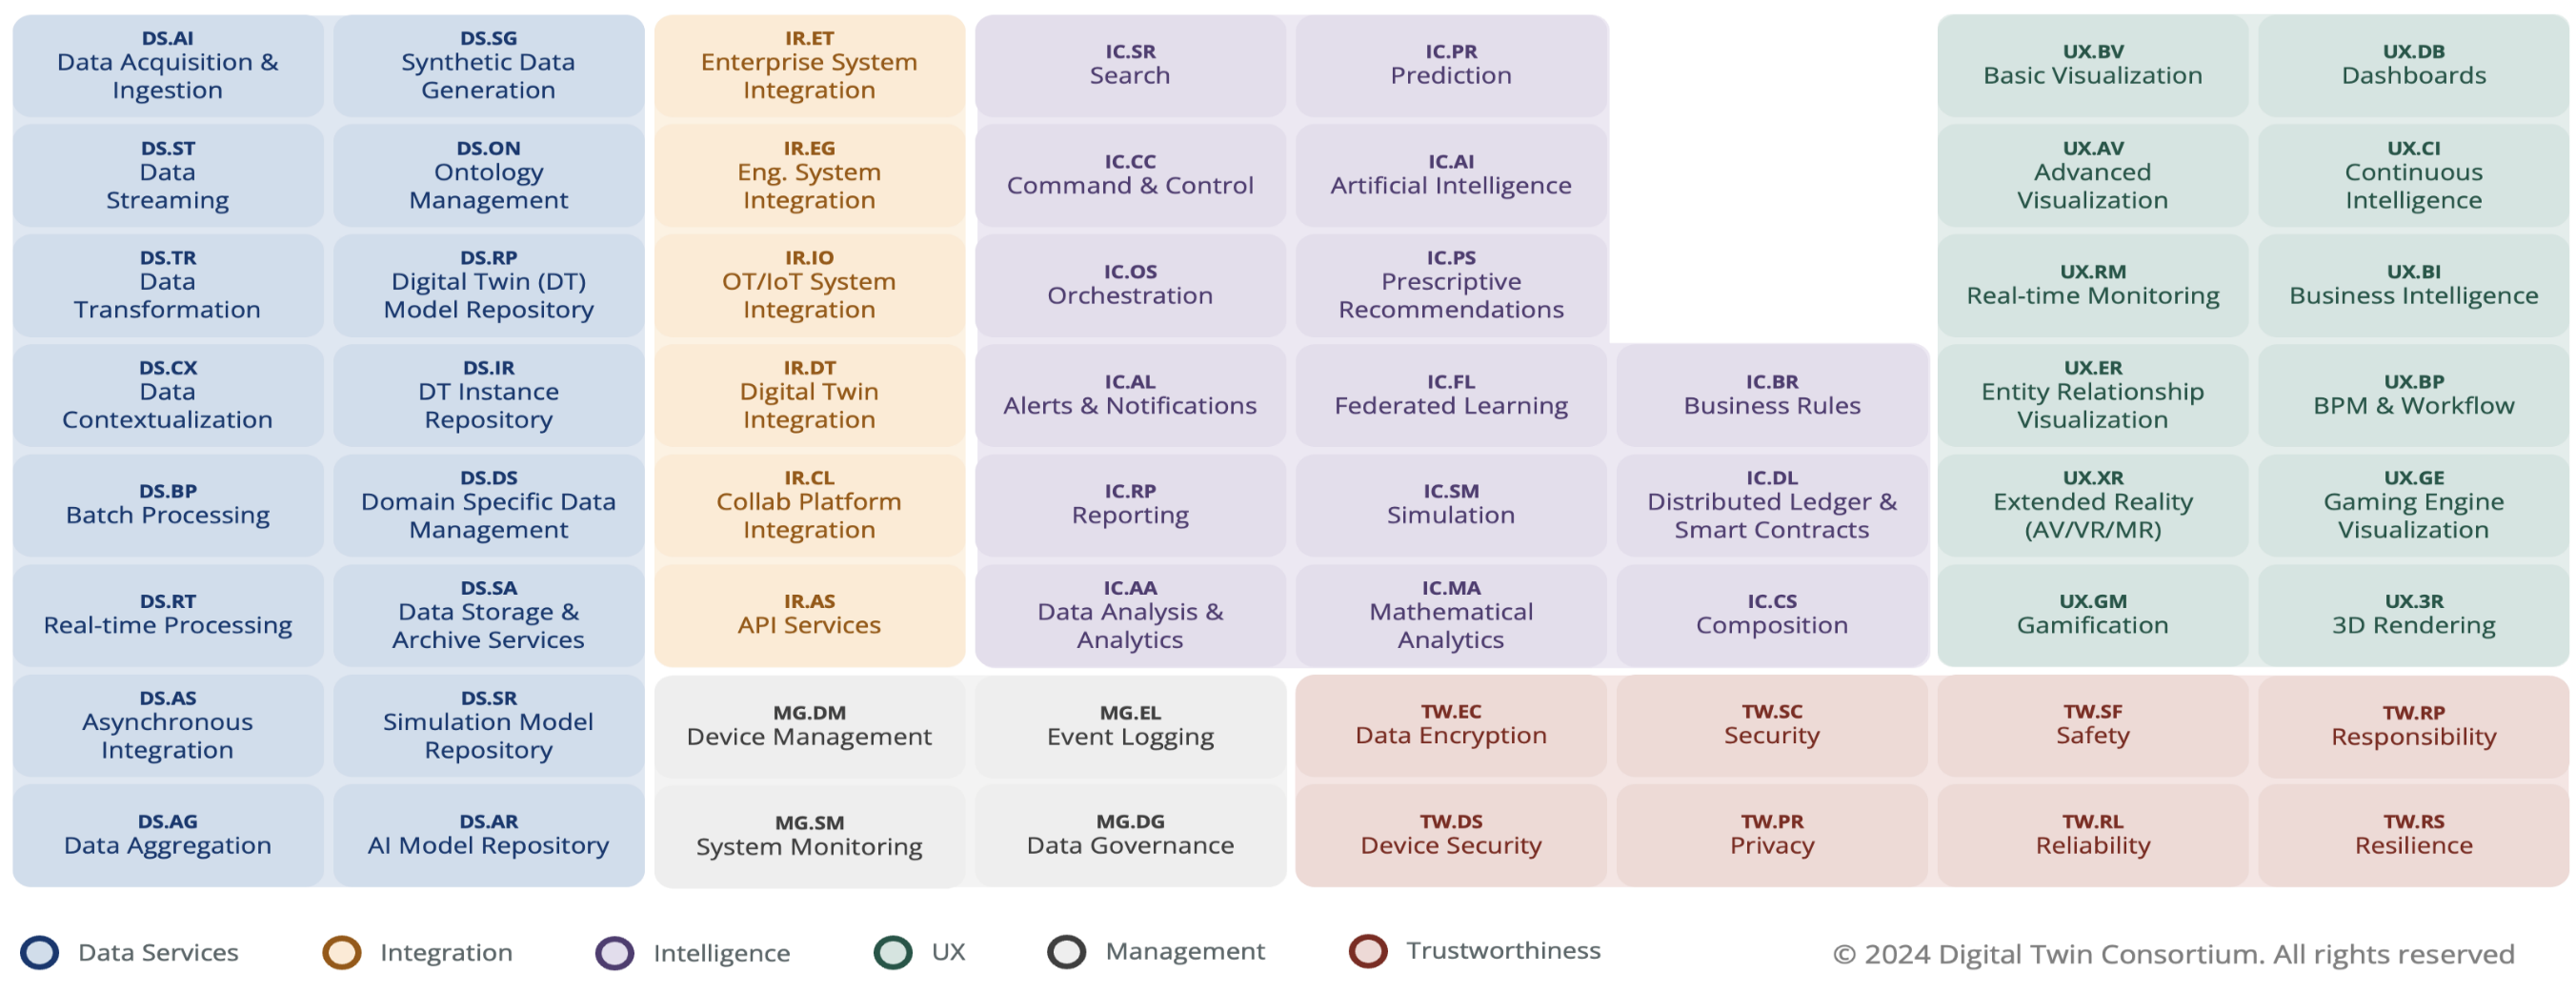 DS.AI
Data Acquisition &
Ingestion
DS.SG
Synthetic Data
Generation
IR.ET
Enterprise System
Integration
IC.SR
Search
IC.PR
Prediction
UX.BV
Basic Visualization
UX.DB
Dashboards
DS.ST
Data
Streaming
DS.ON
Ontology
Management
IR.EG
Eng. System
Integration
IC.CC
Command & Control
IC.AI
Artificial Intelligence
UX.AV
Advanced
Visualization
UX.CI
Continuous
Intelligence
DS.TR
Data
Transformation
DS.RP
Digital Twin (DT)
Model Repository
IR.IO
OT/IoT System
Integration
IC.OS
Orchestration
IC.PS
Prescriptive
Recommendations
UX.RM
Real-time Monitoring
UX.BI
Business Intelligence
DS.CX
Data
Contextualization
DS.IR
DT Instance
Repository
IR.DT
Digital Twin
Integration
IC.AL
Alerts & Notifications
IC.FL
Federated Learning
IC.BR
Business Rules
UX.ER
Entity Relationship
Visualization
UX.BP
BPM & Workflow
DS.BP
Batch Processing
DS.DS
Domain Specific Data
Management
IR.CL
Collab Platform
Integration
IC.RP
Reporting
IC.SM
Simulation
IC.DL
Distributed Ledger &
Smart Contracts
UX.XR
Extended Reality
(AV/VR/MR)
UX.GE
Gaming Engine
Visualization
DS.RT
Real-time Processing
DS.SA
Data Storage &
Archive Services
IR.AS
API Services
IC.AA
Data Analysis &
Analytics
IC.MA
Mathematical
Analytics
IC.CS
Composition
UX.GM
Gamification
UX.3R
3D Rendering
DS.AS
Asynchronous
Integration
DS.SR
Simulation Model
Repository
MG.DM
Device Management
MG.EL
Event Logging
TW.EC
Data Encryption
TW.SC
Security
TW.SF
Safety
TW.RP
Responsibility
DS.AG
Data Aggregation
DS.AR
AI Model Repository
MG.SM
System Monitoring
MG.DG
Data Governance
TW.DS
Device Security
TW.PR
Privacy
TW.RL
Reliability
TW.RS
Resilience
Data Services
Integration
Intelligence
UX
Management
Trustworthiness
© 2024 Digital Twin Consortium. All rights reserved